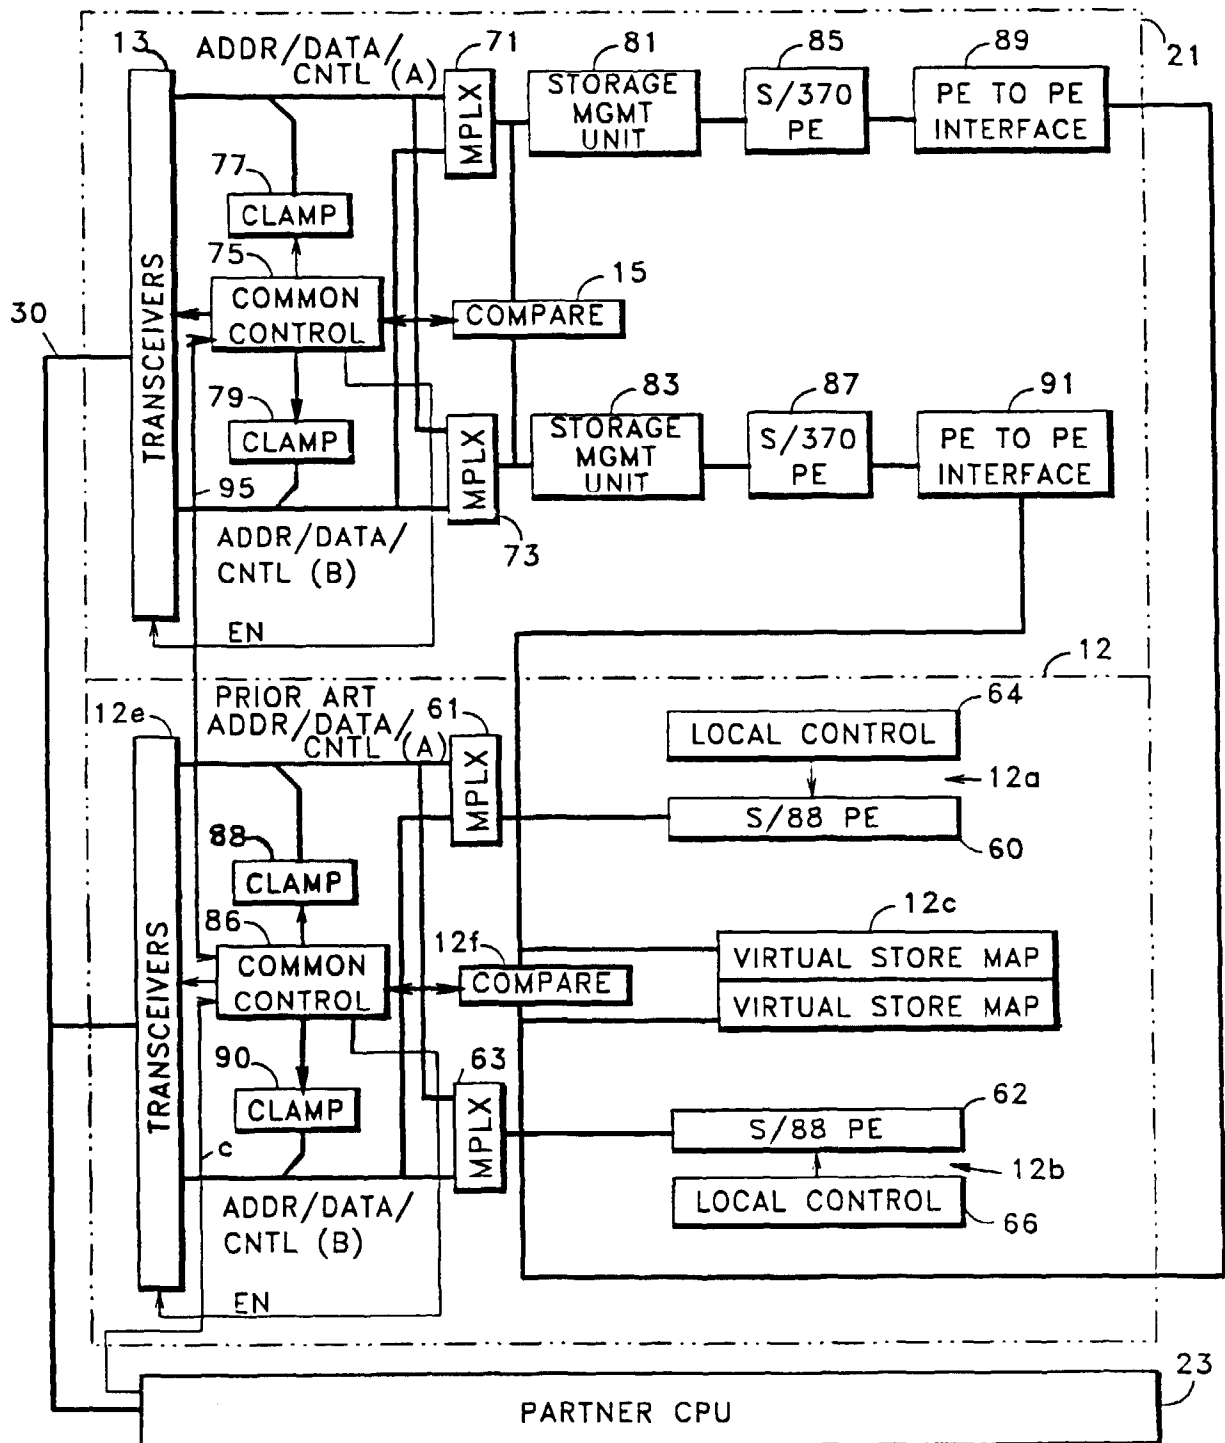 13
ADDR/DATA/
CNTL (A)
71
81
85
89
21
MPLX
STORAGE
MGMT
UNIT
S/370
PE
PE TO PE
INTERFACE
77
CLAMP
75
COMMON
CONTROL
15
COMPARE
30
TRANSCEIVERS
79
CLAMP
83
87
91
MPLX
STORAGE
MGMT
UNIT
S/370
PE
PE TO PE
INTERFACE
95
73
ADDR/DATA/
CNTL (B)
EN
12
PRIOR ART
12e
ADDR/DATA/
CNTL (A)
61
64
MPLX
LOCAL CONTROL
12a
S/88 PE
60
88
CLAMP
86
COMMON
CONTROL
12f
COMPARE
12c
VIRTUAL STORE MAP
VIRTUAL STORE MAP
TRANSCEIVERS
90
CLAMP
63
MPLX
62
S/88 PE
c
12b
LOCAL CONTROL
66
ADDR/DATA/
CNTL (B)
EN
23
PARTNER CPU